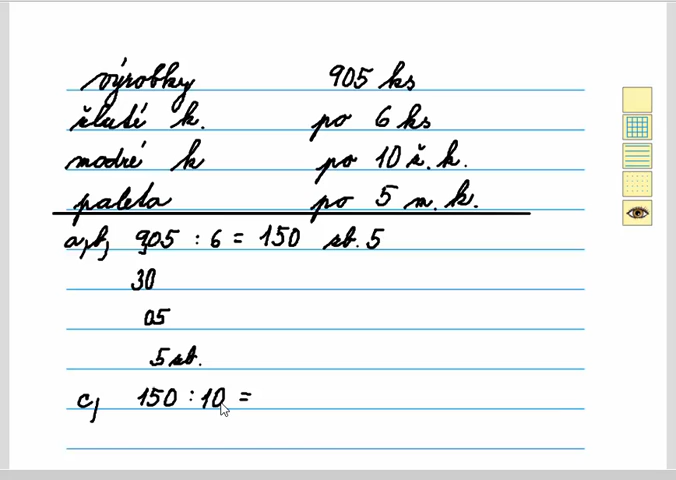 výrobky 905 ks
žluté k. po 6 ks
modré k po 10 ž. k.
paleta po 5 m. k.
a, b, 905 : 6 = 150 zb. 5
30
05
5 zb.
c, 150 : 10 =